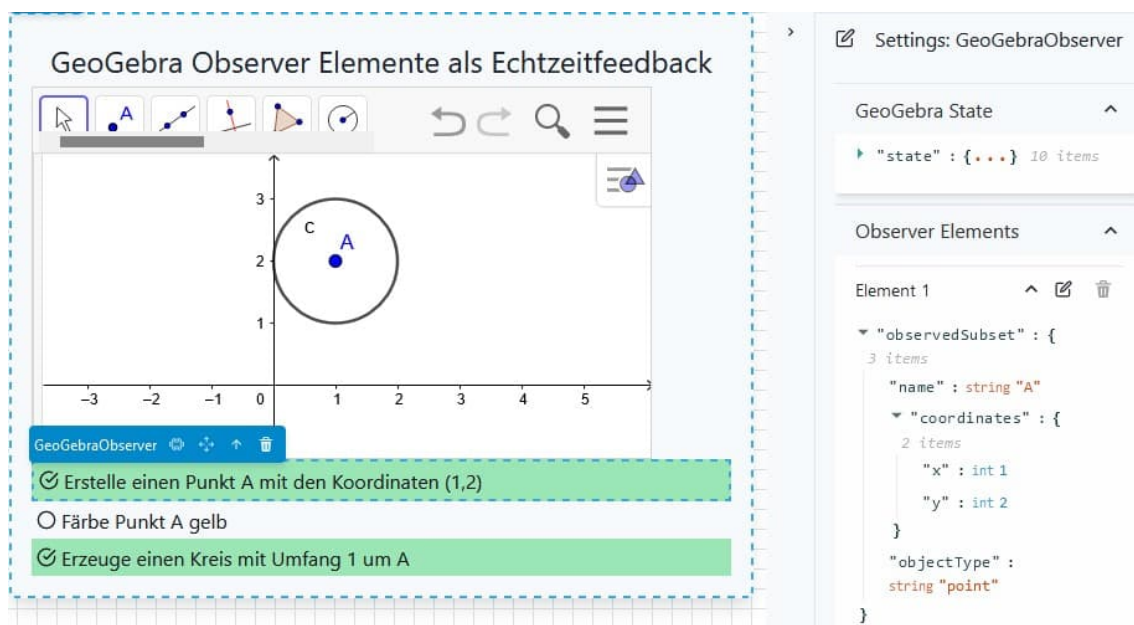 GeoGebra Observer Elemente als Echtzeitfeedback
A
3
c
A
2
1
–3 –2 –1 0 1 2 3 4 5
GeoGebraObserver
Erstelle einen Punkt A mit den Koordinaten (1,2)
Färbe Punkt A gelb
Erzeuge einen Kreis mit Umfang 1 um A
Settings: GeoGebraObserver
GeoGebra State
"state" : {...} 10 items
Observer Elements
Element 1
"observedSubset" : {
3 items
"name" : string "A"
"coordinates" : {
2 items
"x" : int 1
"y" : int 2
}
"objectType" :
string "point"
}